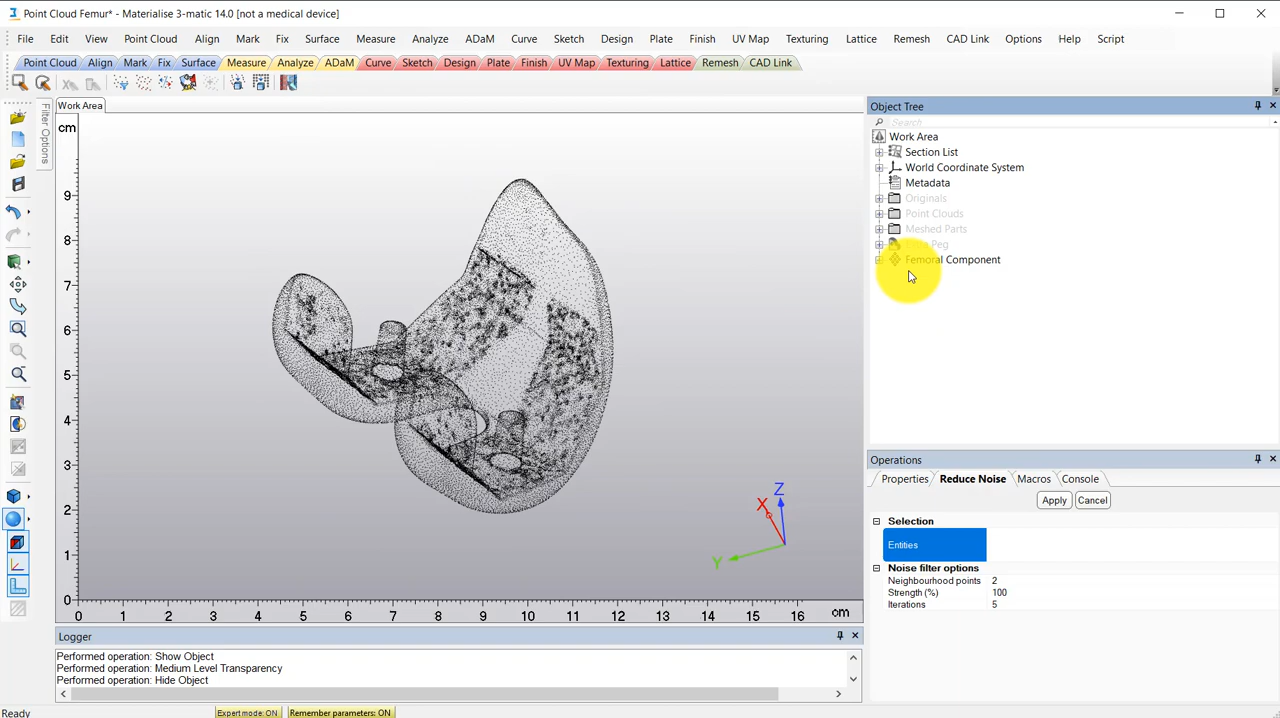 Point Cloud Femur* - Materialise 3-matic 14.0 [not a medical device]
File Edit View Point Cloud Align Mark Fix Surface Measure Analyze ADaM Curve Sketch Design Plate Finish UV Map Texturing Lattice Remesh CAD Link Options Help Script
Point Cloud Align Mark Fix Surface Measure Analyze ADaM Curve Sketch Design Plate Finish UV Map Texturing Lattice Remesh CAD Link
Filter Options
Work Area
cm
9
8
7
6
5
4
3
2
1
0
0 1 2 3 4 5 6 7 8 9 10 11 12 13 14 15 16 cm
X Z
Y
Logger
Performed operation: Show Object
Performed operation: Medium Level Transparency
Performed operation: Hide Object
Object Tree
Search
Work Area
Section List
World Coordinate System
Metadata
Originals
Point Clouds
Meshed Parts
Peg
Femoral Component
Operations
Properties Reduce Noise Macros Console
Apply Cancel
Selection
Entities
Noise filter options
Neighbourhood points 2
Strength (%) 100
Iterations 5
Ready Expert mode: ON Remember parameters: ON